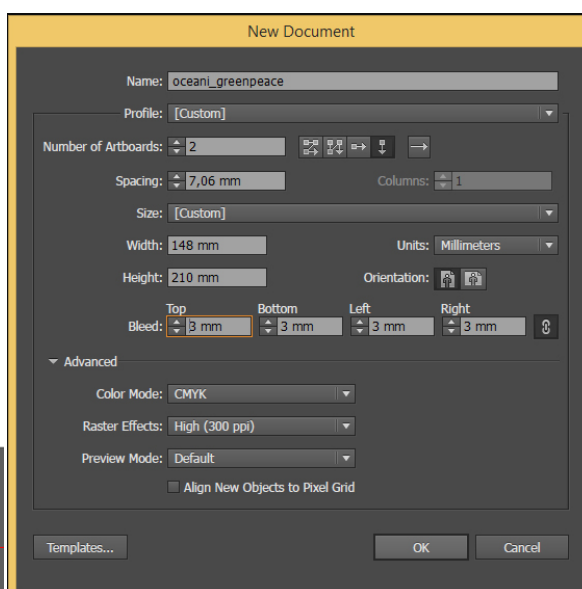 New Document
Name: oceani_greenpeace
Profile: [Custom]
Number of Artboards: 2
Spacing: 7,06 mm Columns: 1
Size: [Custom]
Width: 148 mm Units: Millimeters
Height: 210 mm Orientation:
Top Bottom Left Right
Bleed: 3 mm 3 mm 3 mm 3 mm
Advanced
Color Mode: CMYK
Raster Effects: High (300 ppi)
Preview Mode: Default
Align New Objects to Pixel Grid
Templates... OK Cancel